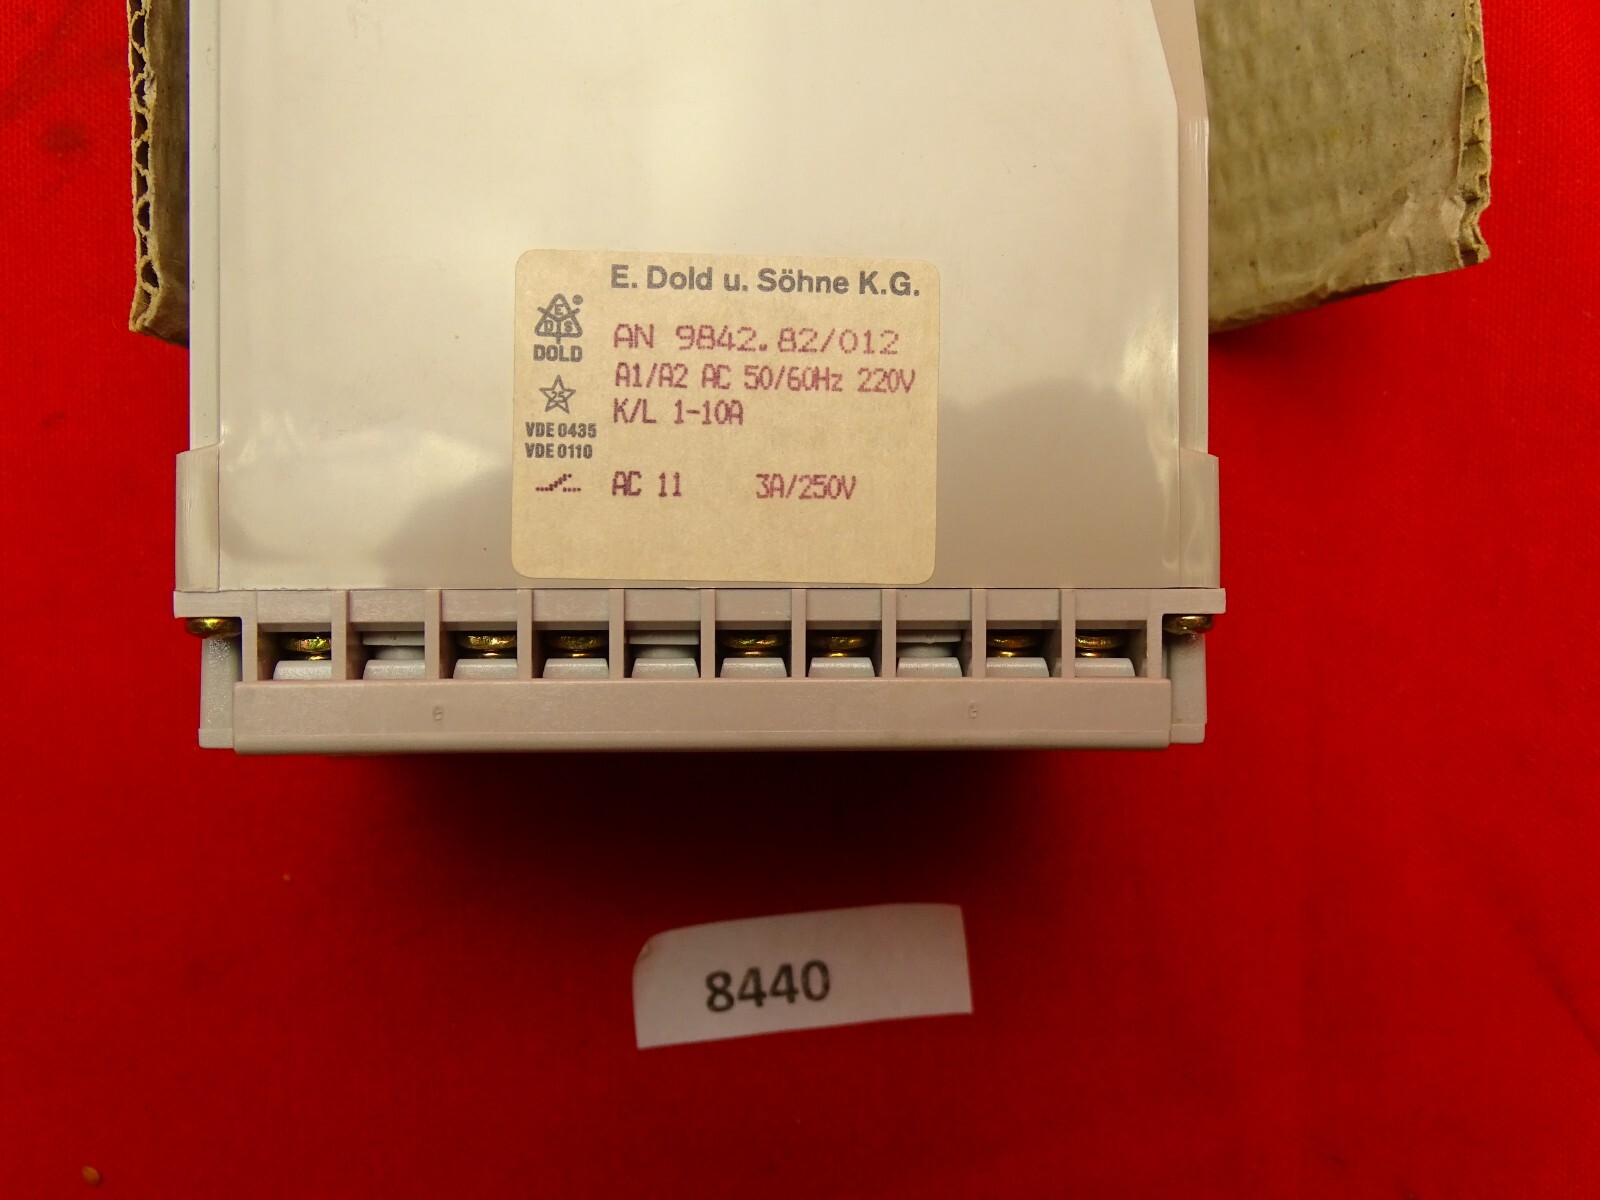 E. Dold u. Söhne K.G.
E
D S
DOLD
AN 9842.82/012
A1/A2 AC 50/60Hz 220V
25
K/L 1-10A
VDE 0435
VDE 0110
AC 11 3A/250V
8440